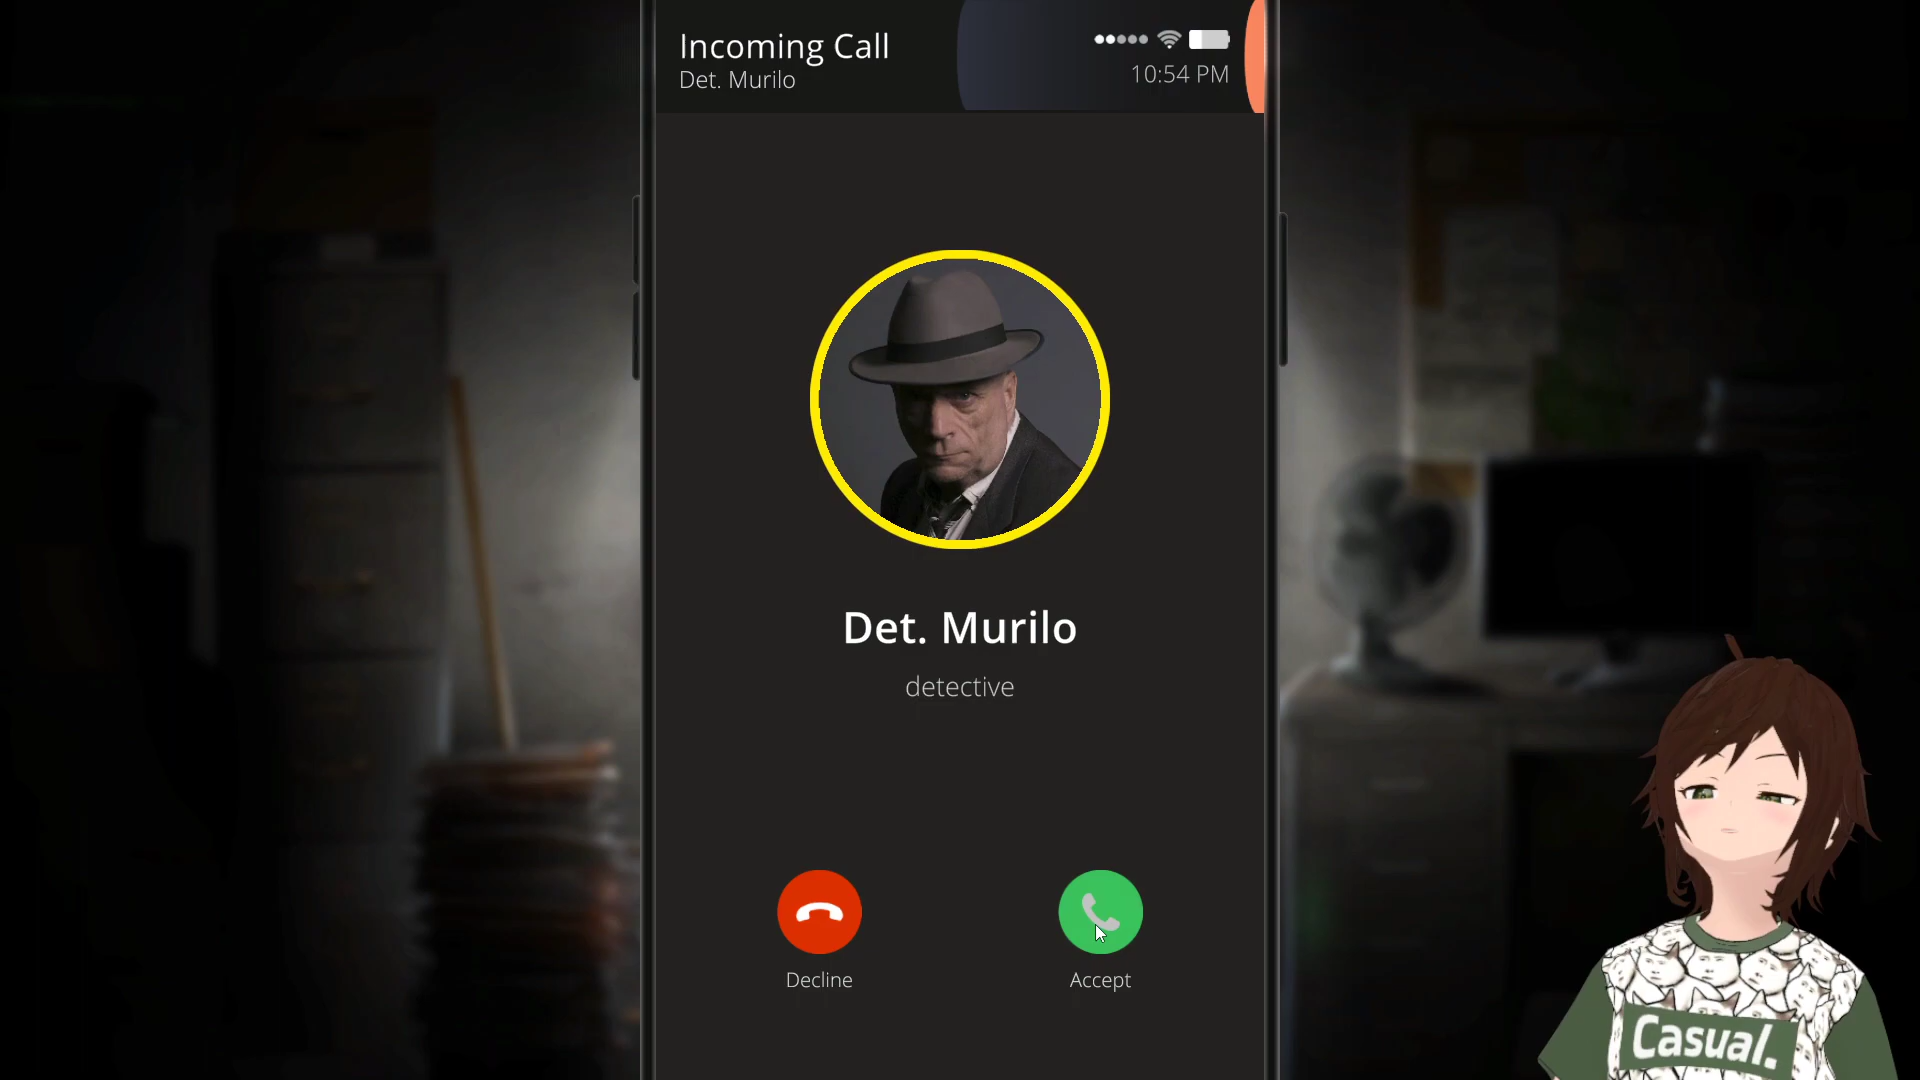 Incoming Call
Det. Murilo
10:54 PM
Det. Murilo
detective
Decline
Accept
Casual.